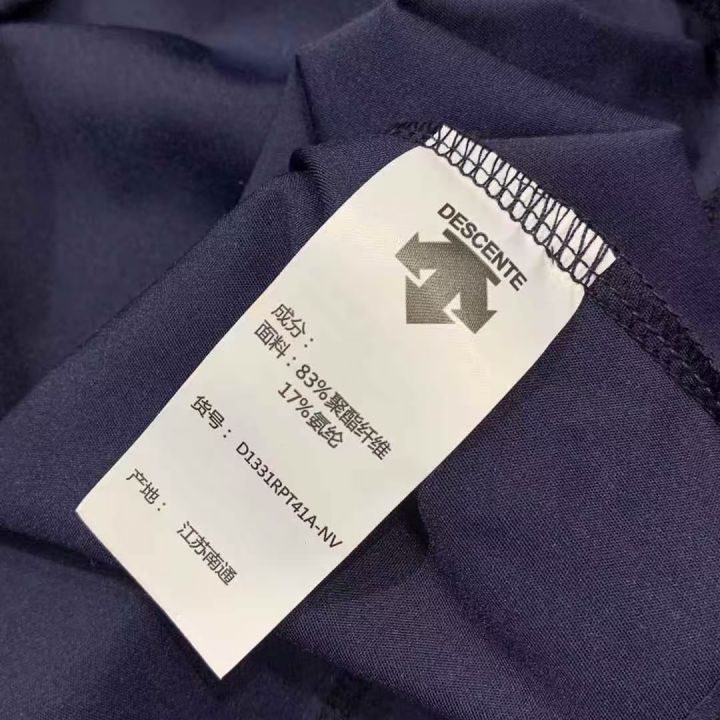 DESCENTE
成分：
面料：83%聚酯纤维
17%氨纶
货号： D1331RPT41A-NV
产地： 江苏南通